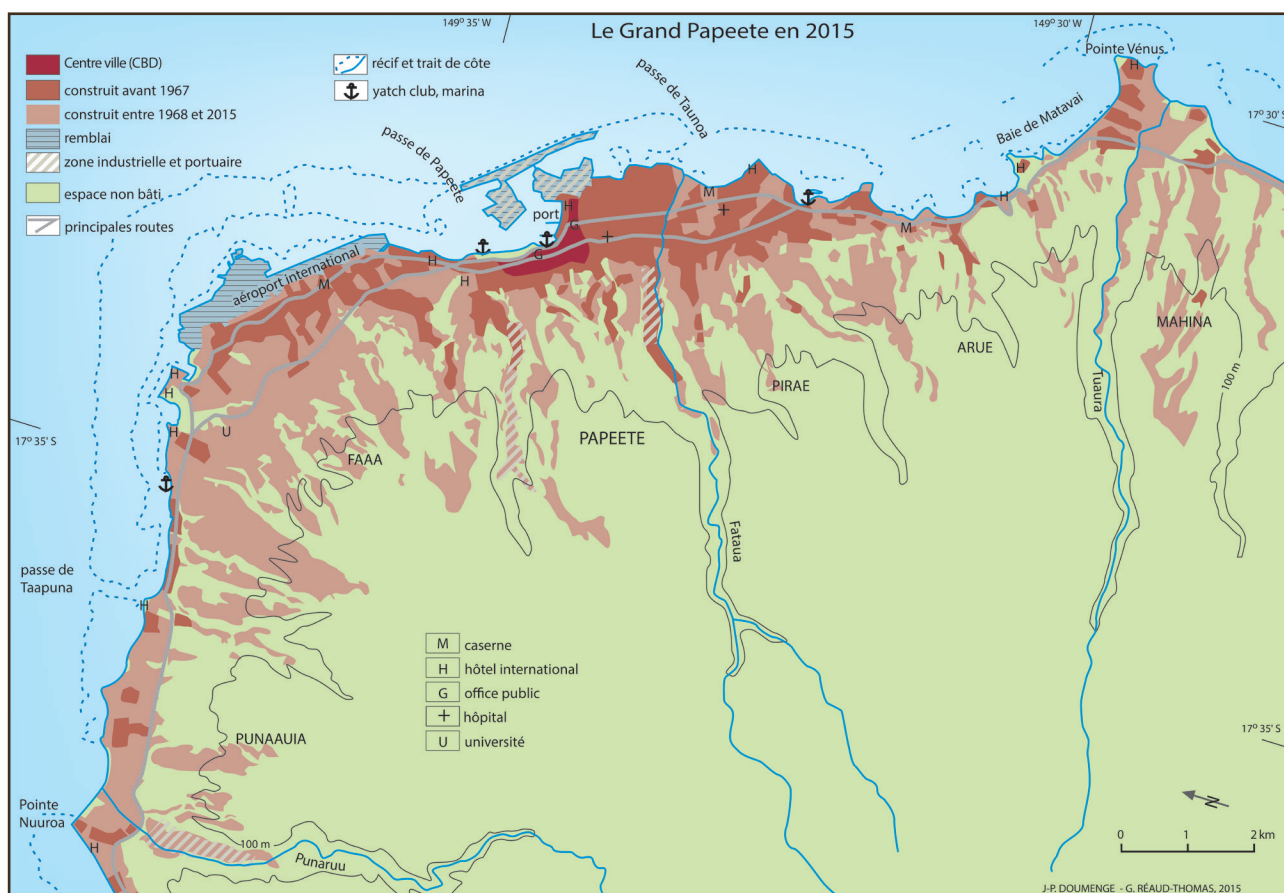 149° 35' W
149° 30' W
Le Grand Papeete en 2015
Pointe Vénus
Centre ville (CBD)
construit avant 1967
construit entre 1968 et 2015
remblai
zone industrielle et portuaire
espace non bâti
principales routes
récif et trait de côte
yatch club, marina
passe de Taunoa
passe de Papeete
Baie de Matavai
17° 30' S
port
aéroport international
H
H
H
H
H
H
H
H
H
H
H
H
H
M
M
M
G
G
U
17° 35' S
FAAA
PAPEETE
PIRAE
ARUE
MAHINA
100 m
Tuaura
Fataua
passe de
Taapuna
M caserne
H hôtel international
G office public
hôpital
U université
PUNAAUIA
17° 35' S
Pointe
Nuuroa
100 m
Punaruu
N
0 1 2 km
J-P. DOUMENGE - G. RÉAUD-THOMAS, 2015